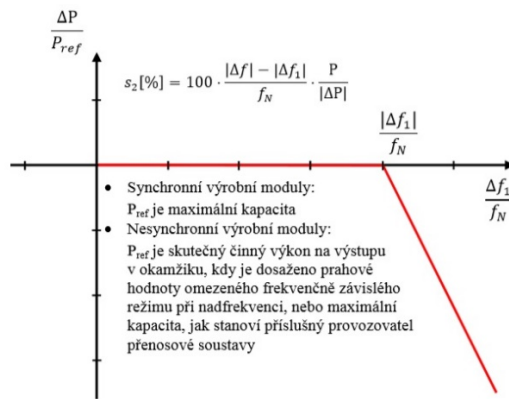 ΔP
P_ref
s₂[%] = 100 · |Δf| − |Δf₁| / f_N · P / |ΔP|
|Δf₁|
f_N
Δf₁
f_N
• Synchronní výrobní moduly:
P_ref je maximální kapacita
• Nesynchronní výrobní moduly:
P_ref je skutečný činný výkon na výstupu
v okamžiku, kdy je dosaženo prahové
hodnoty omezeného frekvenčně závislého
režimu při nadfrekvenci, nebo maximální
kapacita, jak stanoví příslušný provozovatel
přenosové soustavy